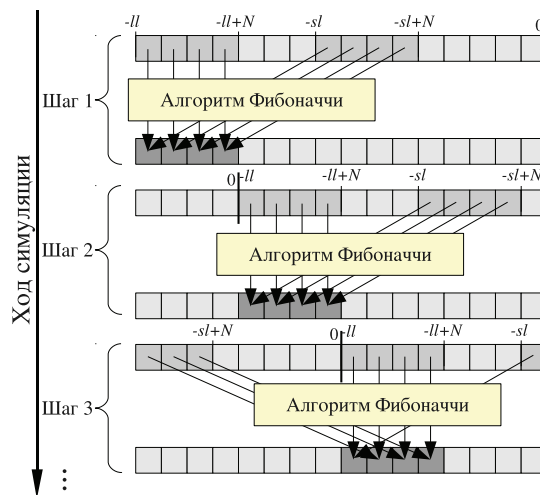 -ll -ll+N -sl -sl+N 0
Шаг 1
Алгоритм Фибоначчи
0 -ll -ll+N -sl -sl+N
Шаг 2
Алгоритм Фибоначчи
-sl+N 0 -ll -ll+N -sl
Шаг 3
Алгоритм Фибоначчи
Ход симуляции
...